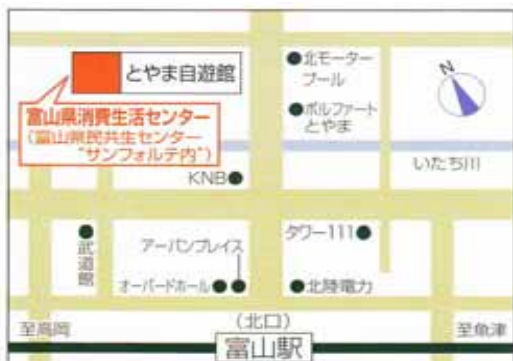 とやま自遊館
北モーター
プール
ボルファート
とやま
N
富山県消費生活センター
(富山県民共生センター
"サンフォルテ内")
いたち川
KNB
武道館
アーバンプレイス
タワー111
オーバードホール
北陸電力
(北口)
至高岡
至魚津
富山駅